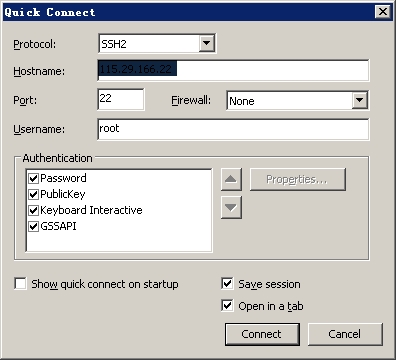 Quick Connect
Protocol: SSH2
Hostname: 115.29.166.22
Port: 22 Firewall: None
Username: root
Authentication
Password
PublicKey
Keyboard Interactive
GSSAPI
Properties...
Show quick connect on startup
Save session
Open in a tab
Connect Cancel